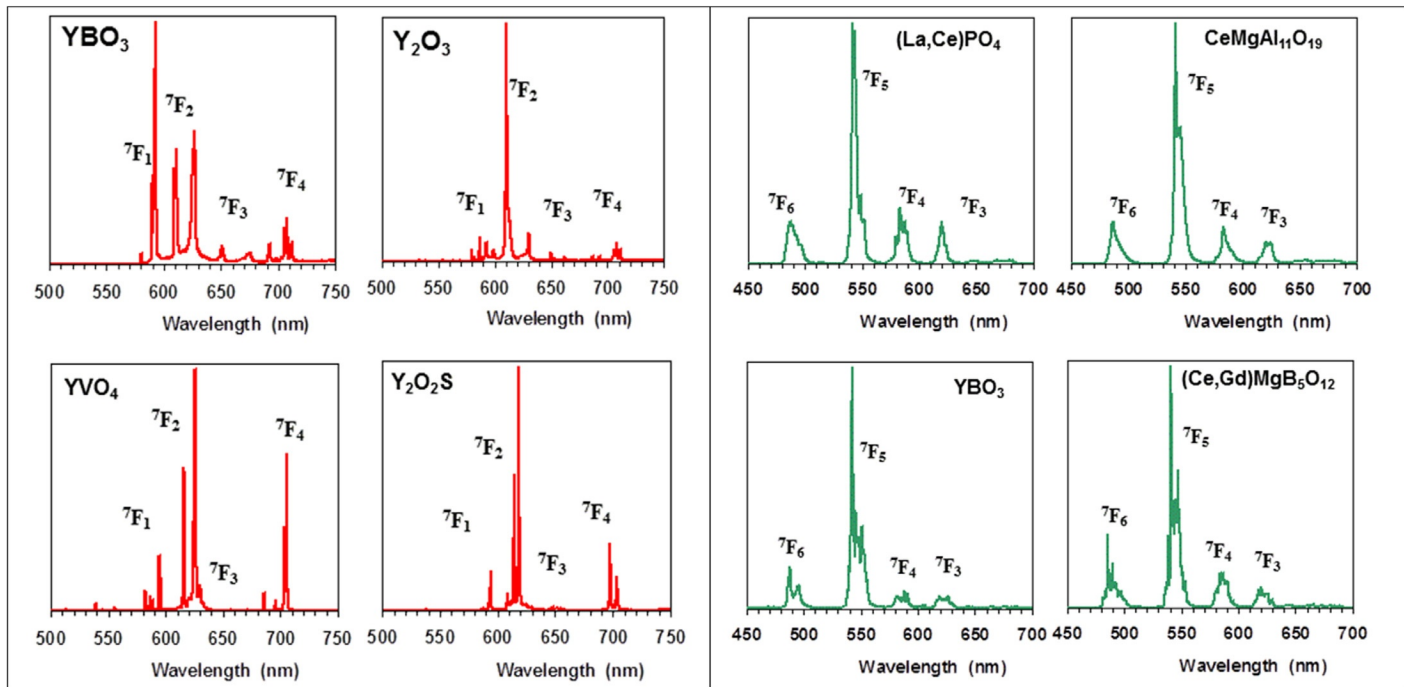 YBO₃
⁷F₁
⁷F₂
⁷F₃
⁷F₄
500 550 600 650 700 750
Wavelength (nm)
Y₂O₃
⁷F₁
⁷F₂
⁷F₃
⁷F₄
500 550 600 650 700 750
Wavelength (nm)
(La,Ce)PO₄
⁷F₆
⁷F₅
⁷F₄
⁷F₃
450 500 550 600 650 700
Wavelength (nm)
CeMgAl₁₁O₁₉
⁷F₆
⁷F₅
⁷F₄
⁷F₃
450 500 550 600 650 700
Wavelength (nm)
YVO₄
⁷F₁
⁷F₂
⁷F₃
⁷F₄
500 550 600 650 700 750
Wavelength (nm)
Y₂O₂S
⁷F₁
⁷F₂
⁷F₃
⁷F₄
500 550 600 650 700 750
Wavelength (nm)
YBO₃
⁷F₆
⁷F₅
⁷F₄
⁷F₃
450 500 550 600 650 700
Wavelength (nm)
(Ce,Gd)MgB₅O₁₂
⁷F₆
⁷F₅
⁷F₄
⁷F₃
450 500 550 600 650 700
Wavelength (nm)